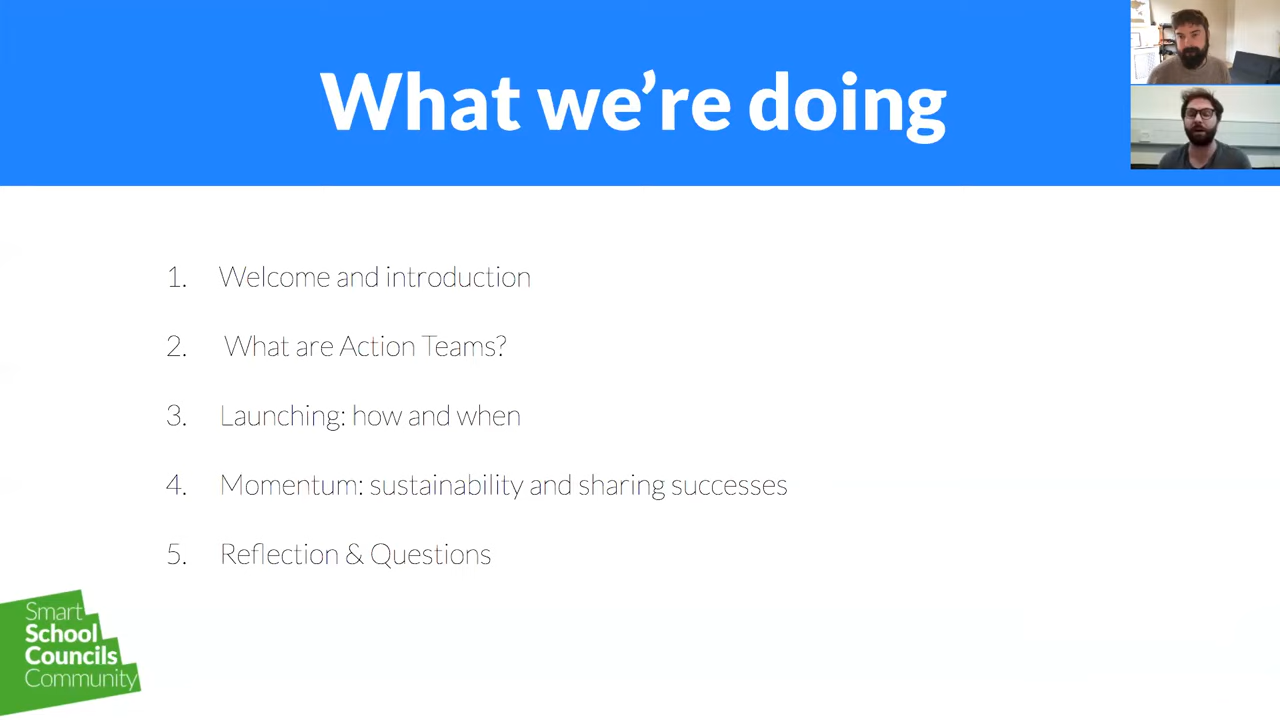 What we’re doing
1. Welcome and introduction
2. What are Action Teams?
3. Launching: how and when
4. Momentum: sustainability and sharing successes
5. Reflection & Questions
Smart
School
Councils
Community